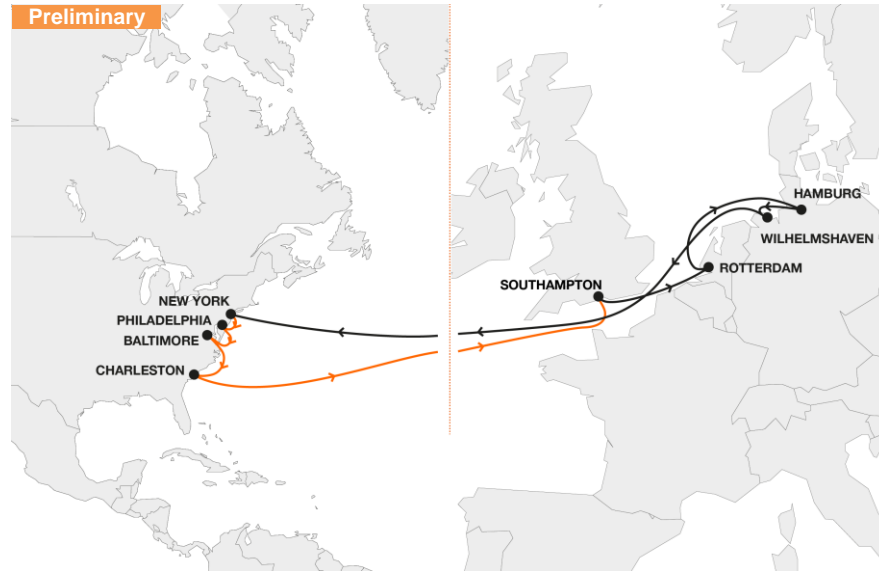 Preliminary
HAMBURG
WILHELMSHAVEN
ROTTERDAM
SOUTHAMPTON
NEW YORK
PHILADELPHIA
BALTIMORE
CHARLESTON